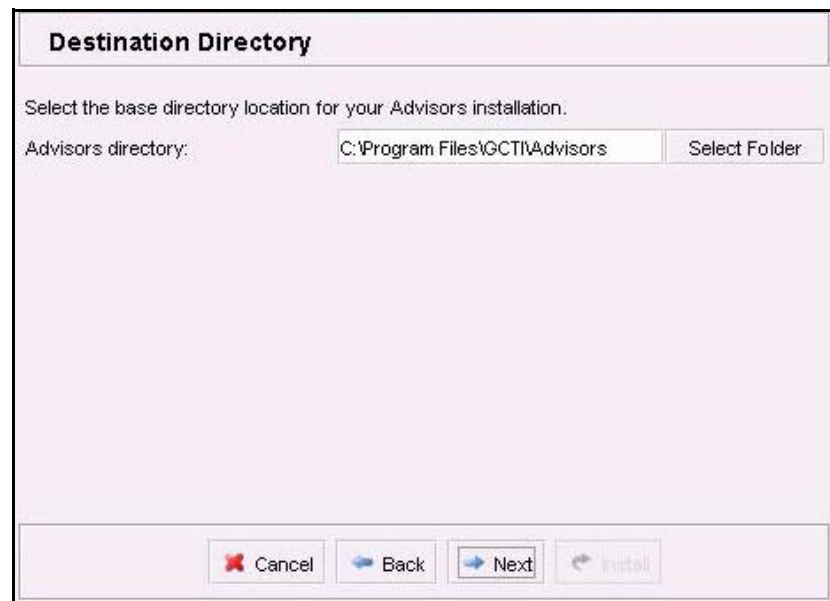 Destination Directory
Select the base directory location for your Advisors installation.
Advisors directory: C:\Program Files\GCTI\Advisors Select Folder
Cancel Back Next Install